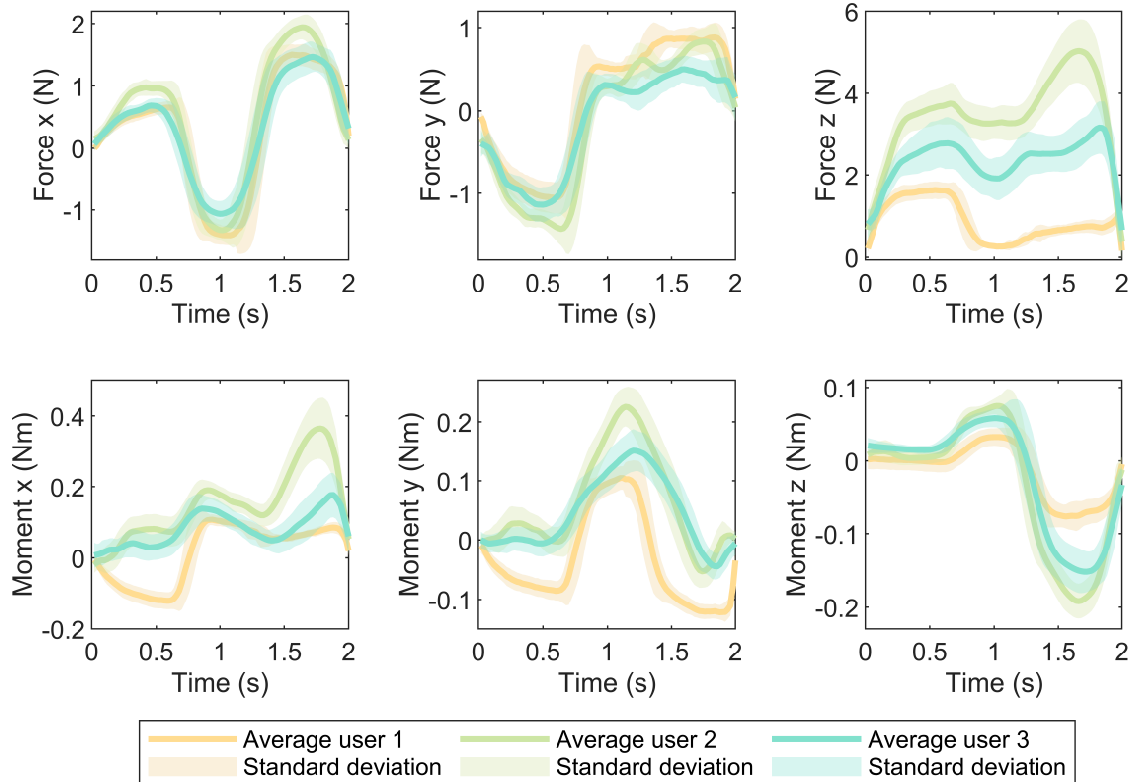 Force x (N)
2
1
0
-1
0 0.5 1 1.5 2
Time (s)
Force y (N)
1
0
-1
0 0.5 1 1.5 2
Time (s)
Force z (N)
6
4
2
0
0 0.5 1 1.5 2
Time (s)
Moment x (Nm)
0.4
0.2
0
-0.2
0 0.5 1 1.5 2
Time (s)
Moment y (Nm)
0.2
0.1
0
-0.1
0 0.5 1 1.5 2
Time (s)
Moment z (Nm)
0.1
0
-0.1
-0.2
0 0.5 1 1.5 2
Time (s)
Average user 1 Average user 2 Average user 3
Standard deviation Standard deviation Standard deviation